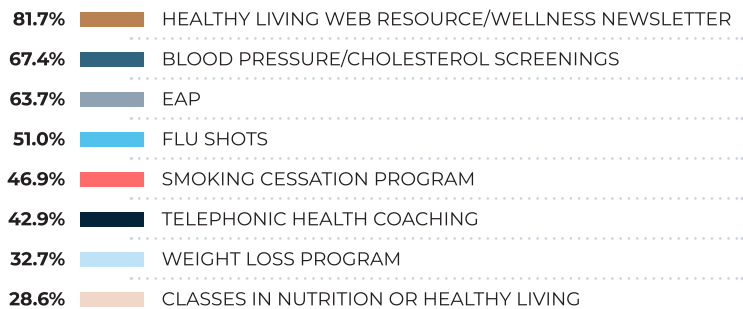 81.7% HEALTHY LIVING WEB RESOURCE/WELLNESS NEWSLETTER
67.4% BLOOD PRESSURE/CHOLESTEROL SCREENINGS
63.7% EAP
51.0% FLU SHOTS
46.9% SMOKING CESSATION PROGRAM
42.9% TELEPHONIC HEALTH COACHING
32.7% WEIGHT LOSS PROGRAM
28.6% CLASSES IN NUTRITION OR HEALTHY LIVING